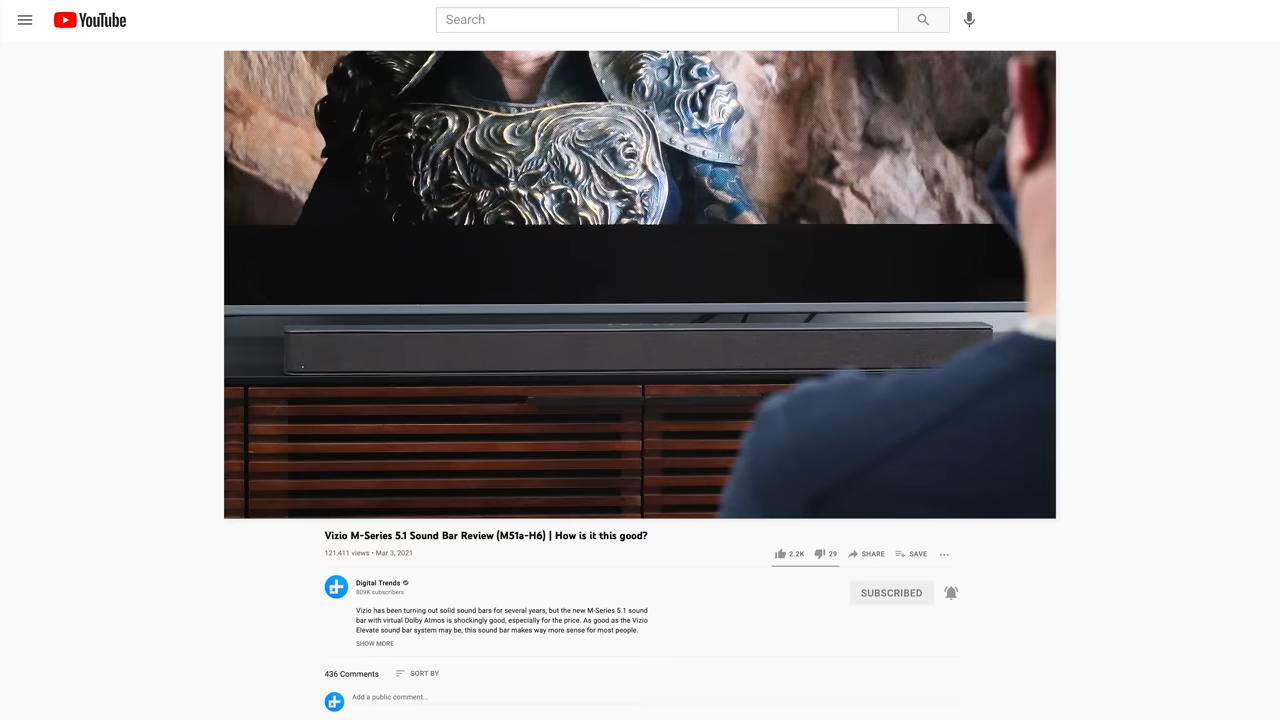 YouTube
Search
Vizio M-Series 5.1 Sound Bar Review (M51a-H6) | How is it this good?
121,411 views • Mar 3, 2021
2.2K 29 SHARE SAVE ...
Digital Trends
809K subscribers
SUBSCRIBED
Vizio has been turning out solid sound bars for several years, but the new M-Series 5.1 sound
bar with virtual Dolby Atmos is shockingly good, especially for the price. As good as the Vizio
Elevate sound bar system may be, this sound bar makes way more sense for most people.
SHOW MORE
436 Comments SORT BY
Add a public comment...